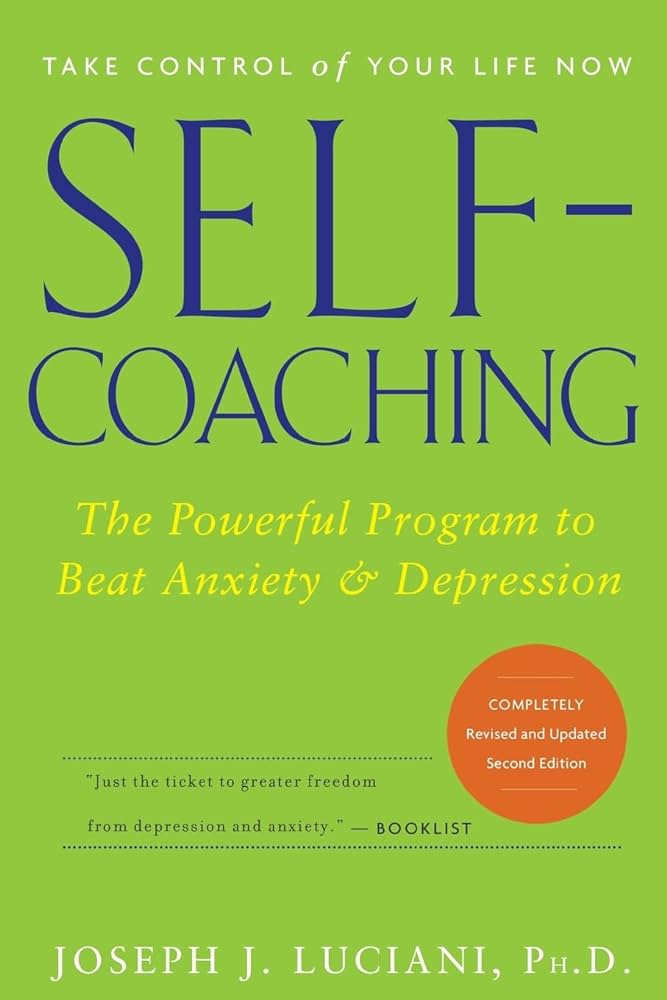 TAKE CONTROL of YOUR LIFE NOW
SELF-
COACHING
The Powerful Program to
Beat Anxiety & Depression
COMPLETELY
Revised and Updated
Second Edition
"Just the ticket to greater freedom
from depression and anxiety." — BOOKLIST
JOSEPH J. LUCIANI, PH.D.